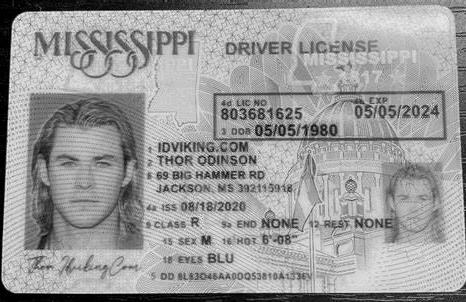 MISSISSIPPI
DRIVER LICENSE
MISSISSIPPI
17
4d LIC NO
803681625
4b EXP
05/05/2024
3 DOB 05/05/1980
1 IDVIKING.COM
2 THOR ODINSON
8 69 BIG HAMMER RD
JACKSON, MS 392115918
4a ISS 08/18/2020
9 CLASS R 9a END NONE 12 REST NONE
15 SEX M 16 HGT 6'-08"
18 EYES BLU
Thor IdvikingCom
5 DD